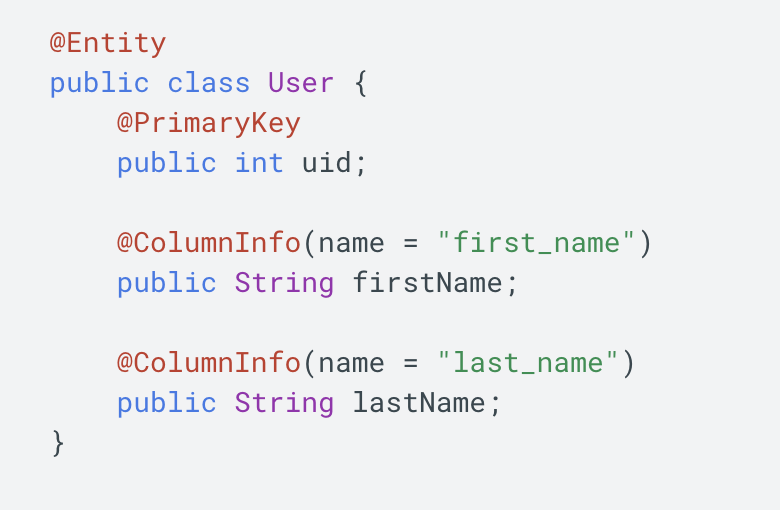 @Entity
public class User {
    @PrimaryKey
    public int uid;

    @ColumnInfo(name = "first_name")
    public String firstName;

    @ColumnInfo(name = "last_name")
    public String lastName;
}